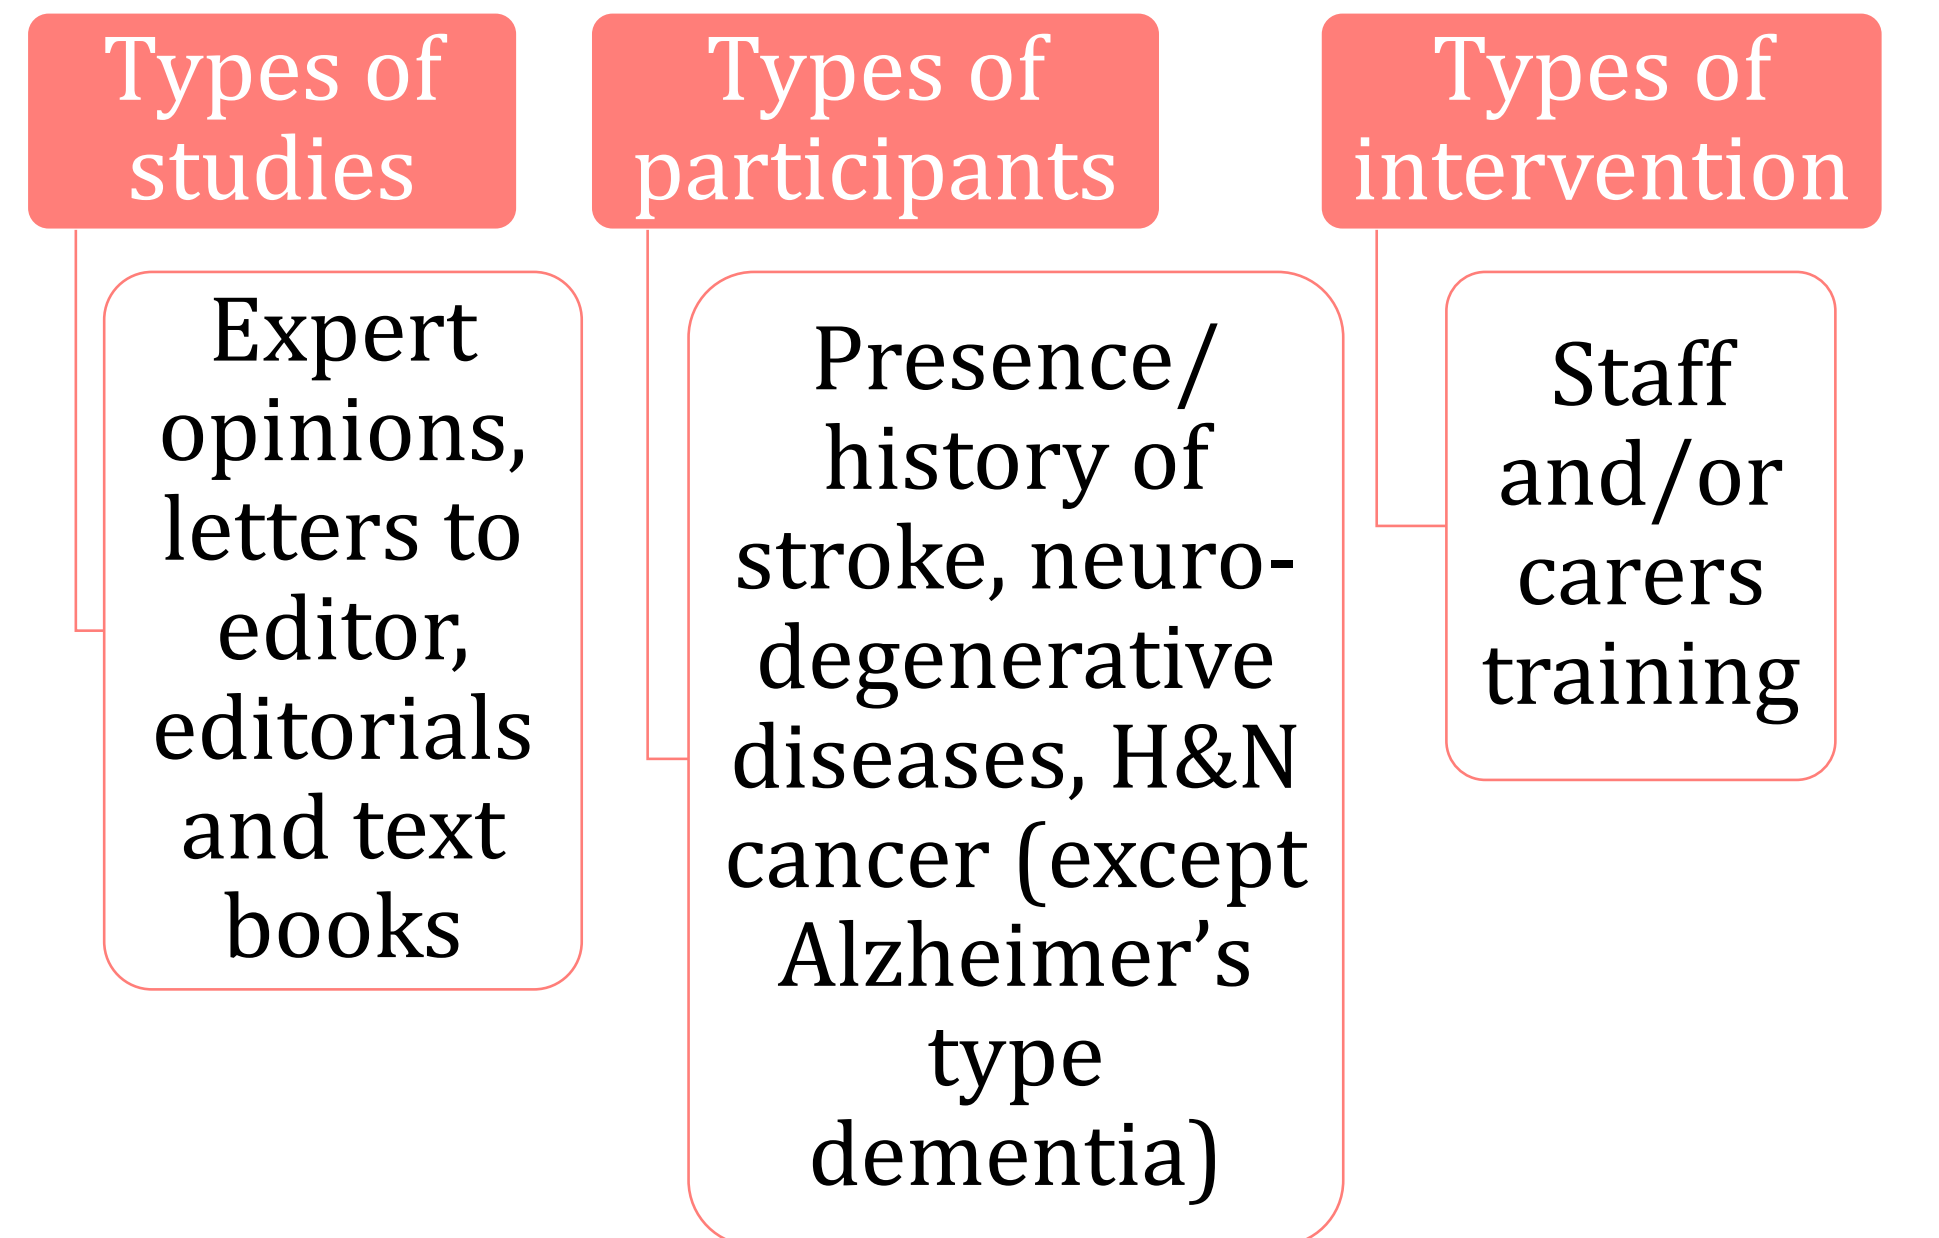 Types of
studies
Expert
opinions,
letters to
editor,
editorials
and text
books
Types of
participants
Presence/
history of
stroke, neuro-
degenerative
diseases, H&N
cancer (except
Alzheimer’s
type
dementia)
Types of
intervention
Staff
and/or
carers
training